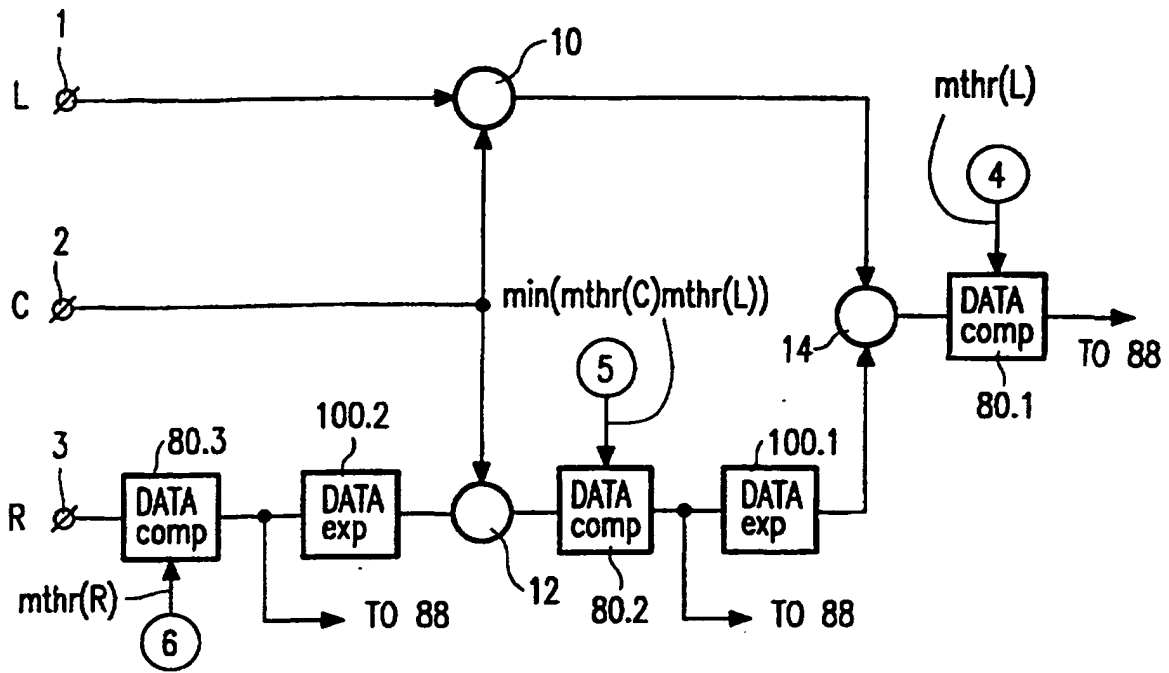 1
10
L
mthr(L)
4
2
C
min(mthr(C)mthr(L))
DATA
comp
14
TO 88
5
80.1
3
80.3
100.2
100.1
R
DATA
comp
DATA
exp
DATA
comp
DATA
exp
12
80.2
mthr(R)
TO 88
TO 88
6